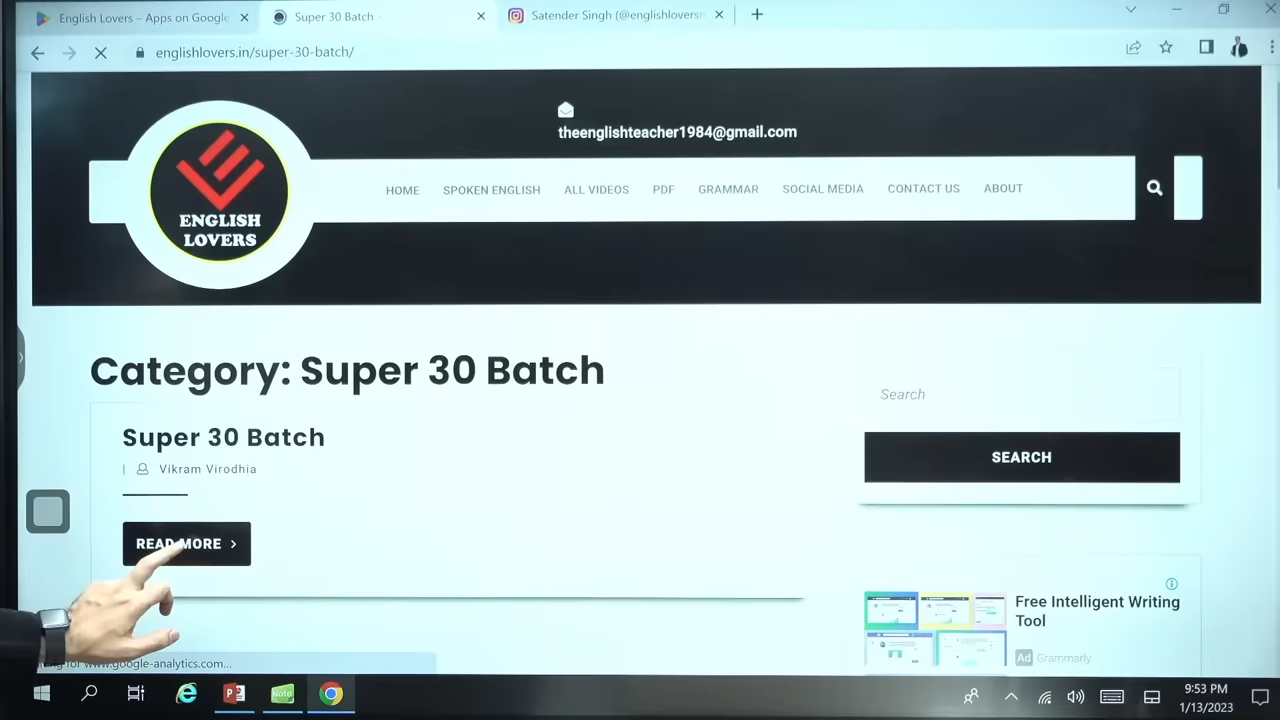 English Lovers – Apps on Google
Super 30 Batch -
Satender Singh (@englishlovers
englishlovers.in/super-30-batch/
theenglishteacher1984@gmail.com
ENGLISH
LOVERS
HOME SPOKEN ENGLISH ALL VIDEOS PDF GRAMMAR SOCIAL MEDIA CONTACT US ABOUT
Category: Super 30 Batch
Super 30 Batch
| Vikram Virodhia
READ MORE >
Search
SEARCH
Free Intelligent Writing
Tool
Ad Grammarly
for www.google-analytics.com...
Note
9:53 PM
1/13/2023